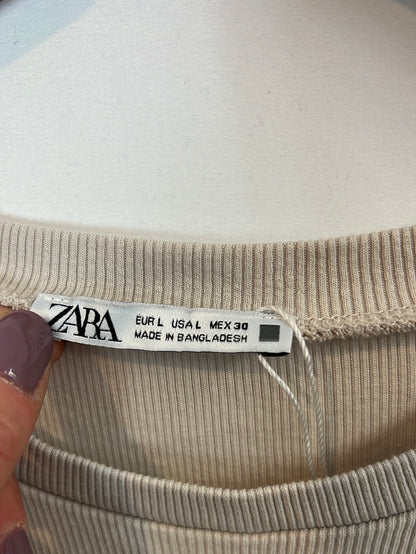 ZARA
EUR L USA L MEX 30
MADE IN BANGLADESH